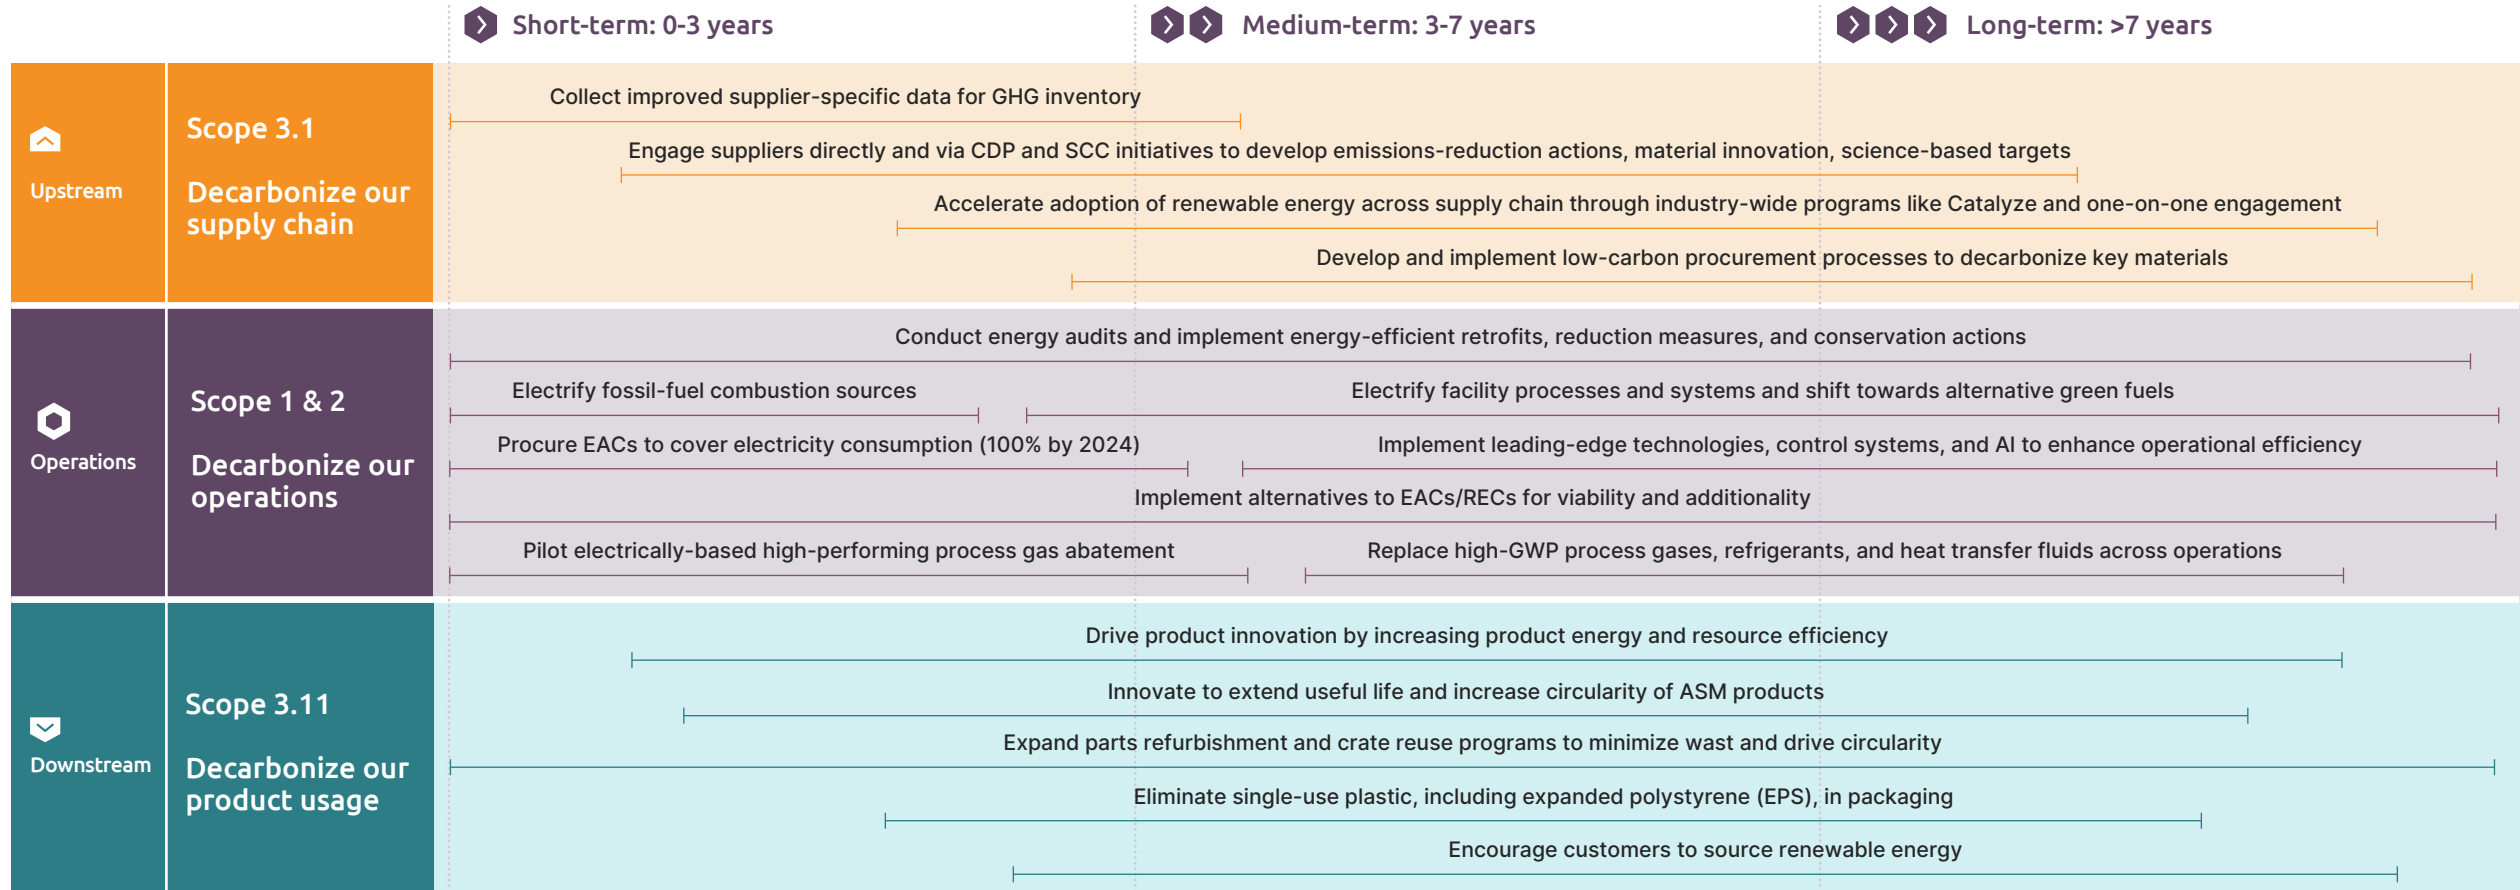 Short-term: 0-3 years
Medium-term: 3-7 years
Long-term: >7 years
Upstream
Scope 3.1
Decarbonize our
supply chain
Collect improved supplier-specific data for GHG inventory
Engage suppliers directly and via CDP and SCC initiatives to develop emissions-reduction actions, material innovation, science-based targets
Accelerate adoption of renewable energy across supply chain through industry-wide programs like Catalyze and one-on-one engagement
Develop and implement low-carbon procurement processes to decarbonize key materials
Operations
Scope 1 & 2
Decarbonize our
operations
Conduct energy audits and implement energy-efficient retrofits, reduction measures, and conservation actions
Electrify fossil-fuel combustion sources
Electrify facility processes and systems and shift towards alternative green fuels
Procure EACs to cover electricity consumption (100% by 2024)
Implement leading-edge technologies, control systems, and AI to enhance operational efficiency
Implement alternatives to EACs/RECs for viability and additionality
Pilot electrically-based high-performing process gas abatement
Replace high-GWP process gases, refrigerants, and heat transfer fluids across operations
Downstream
Scope 3.11
Decarbonize our
product usage
Drive product innovation by increasing product energy and resource efficiency
Innovate to extend useful life and increase circularity of ASM products
Expand parts refurbishment and crate reuse programs to minimize wast and drive circularity
Eliminate single-use plastic, including expanded polystyrene (EPS), in packaging
Encourage customers to source renewable energy